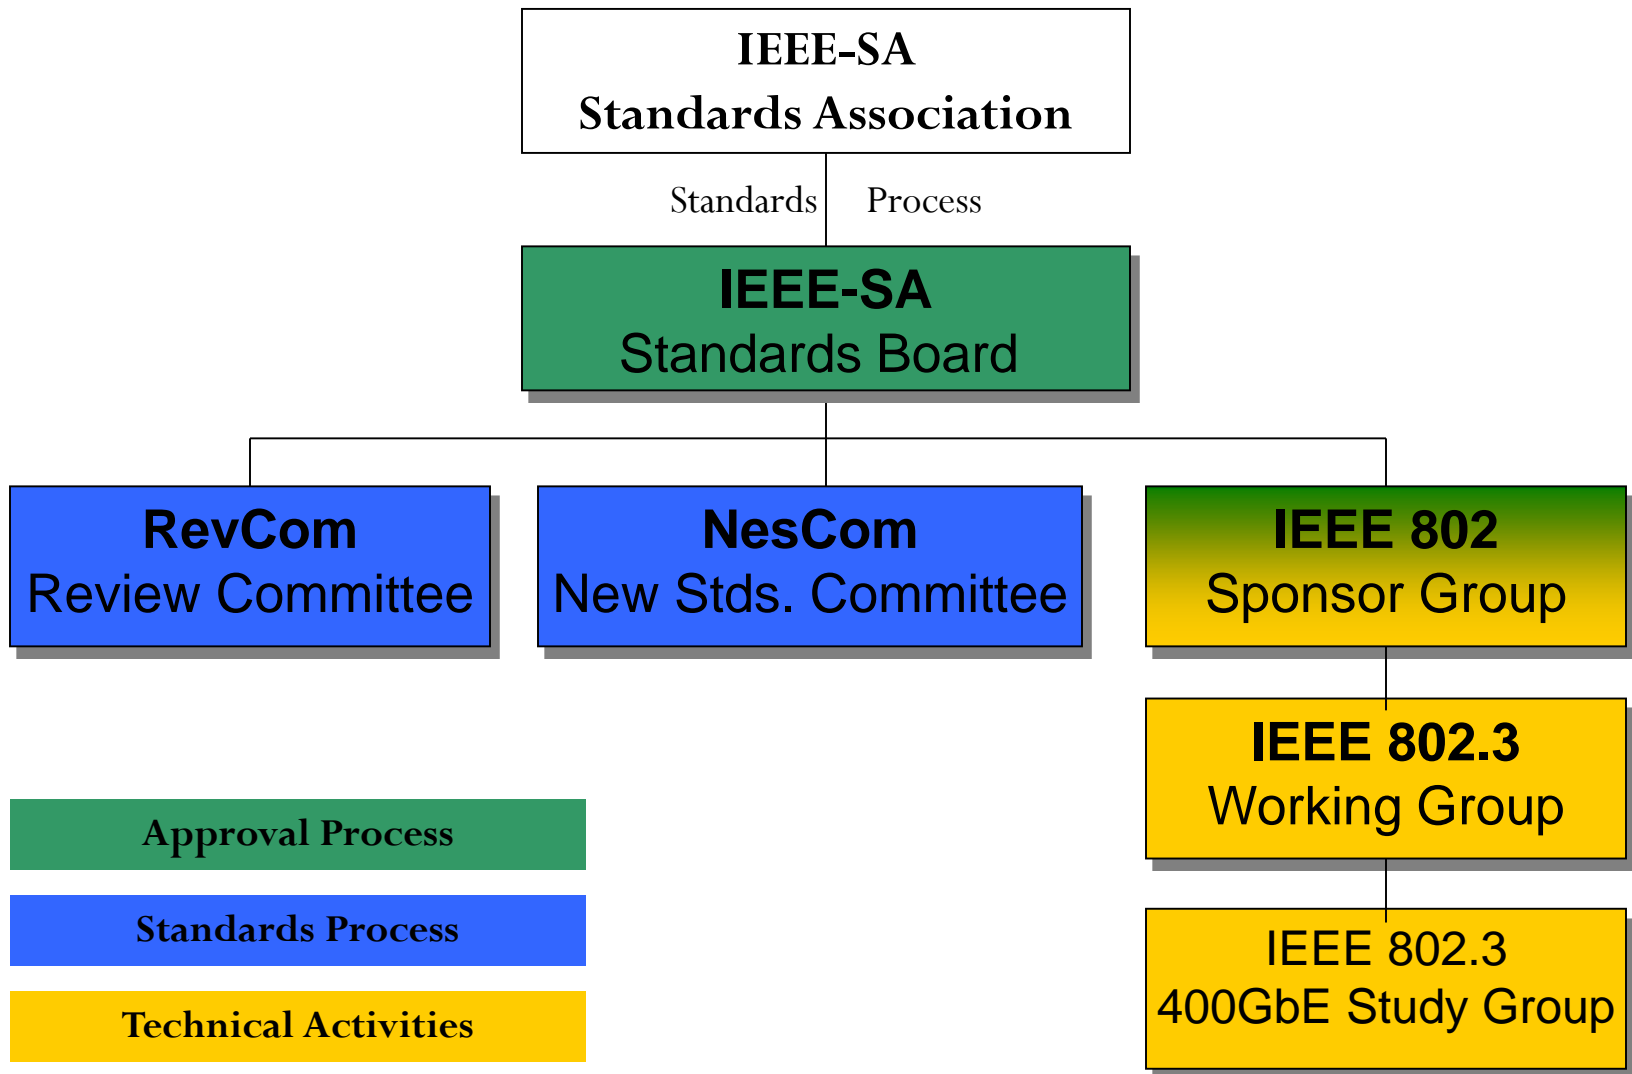 IEEE-SA
Standards Association
Standards Process
IEEE-SA
Standards Board
RevCom
Review Committee
NesCom
New Stds. Committee
IEEE 802
Sponsor Group
IEEE 802.3
Working Group
IEEE 802.3
400GbE Study Group
Approval Process
Standards Process
Technical Activities